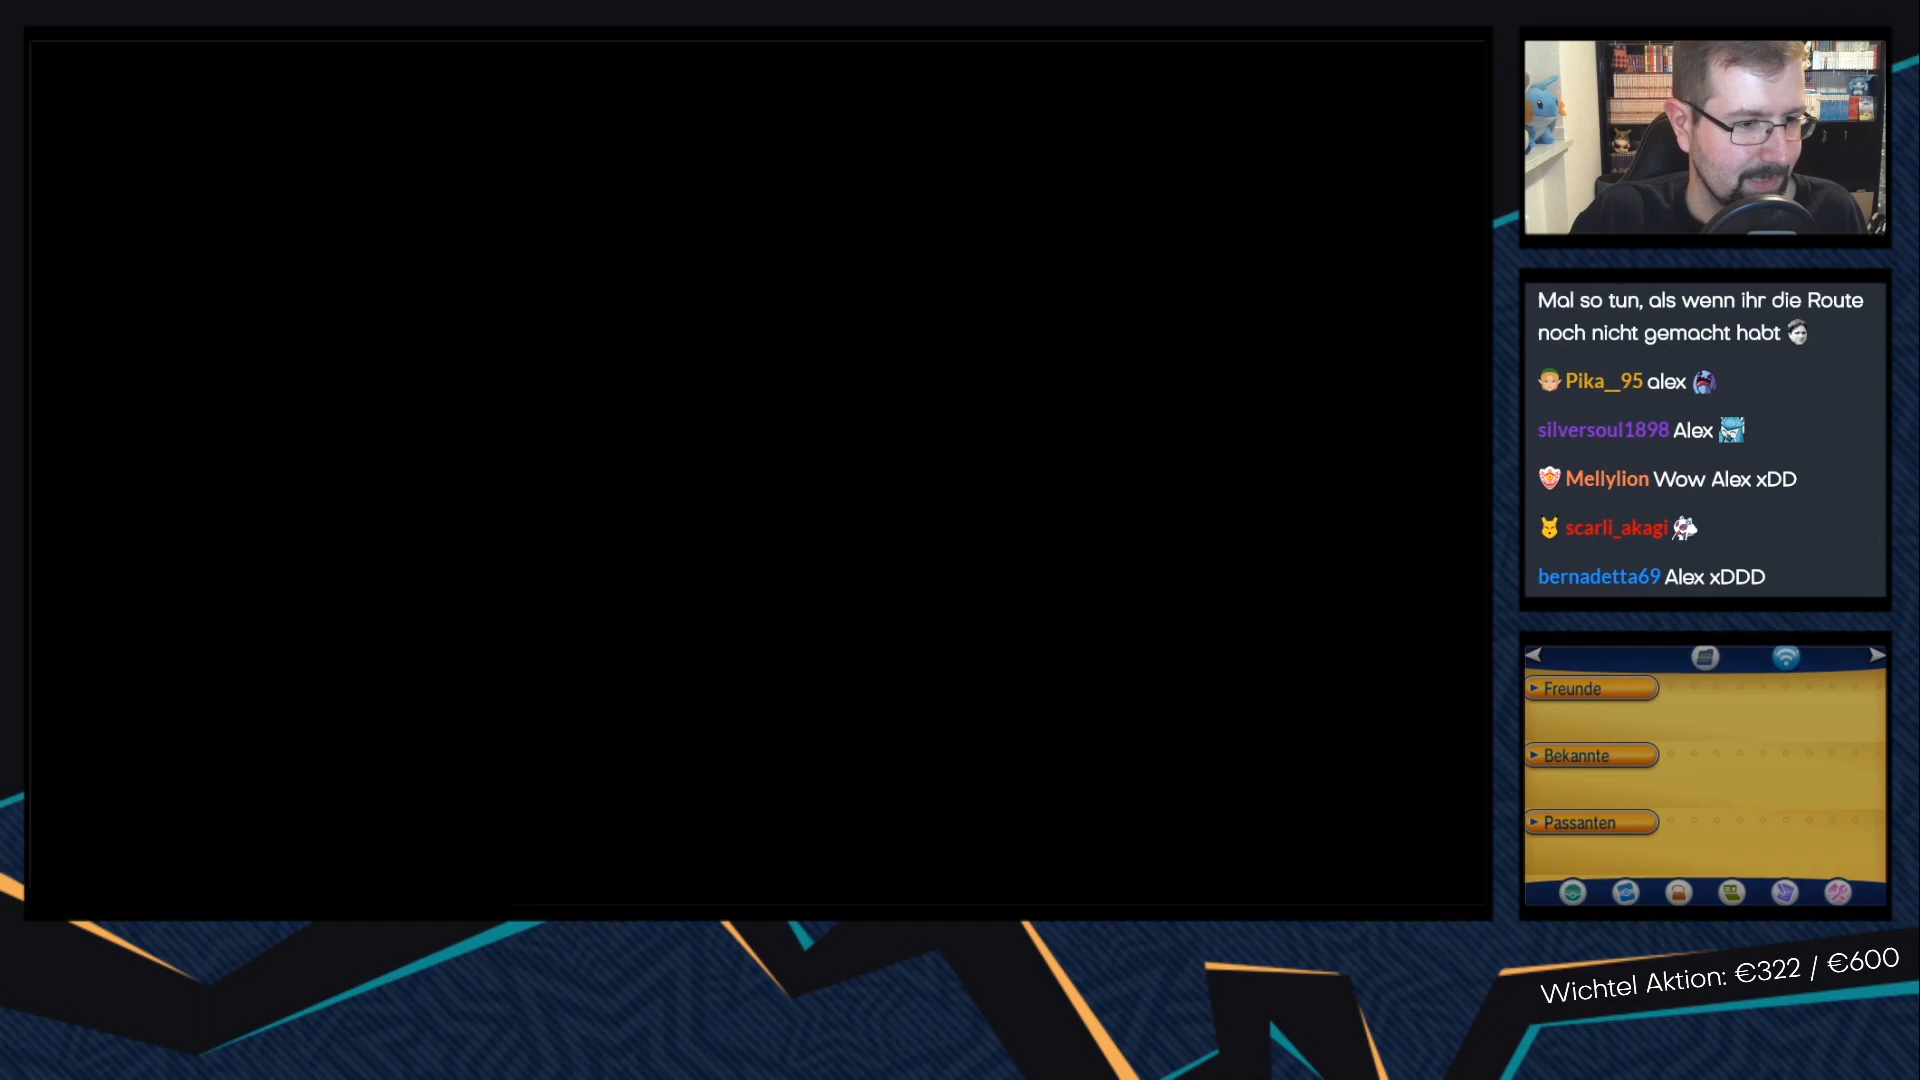 Mal so tun, als wenn ihr die Route
noch nicht gemacht habt
Pika__95 alex
silversoul1898 Alex
Mellylion Wow Alex xDD
scarli_akagi
bernadetta69 Alex xDDD
Freunde
Bekannte
Passanten
Wichtel Aktion: €322 / €600